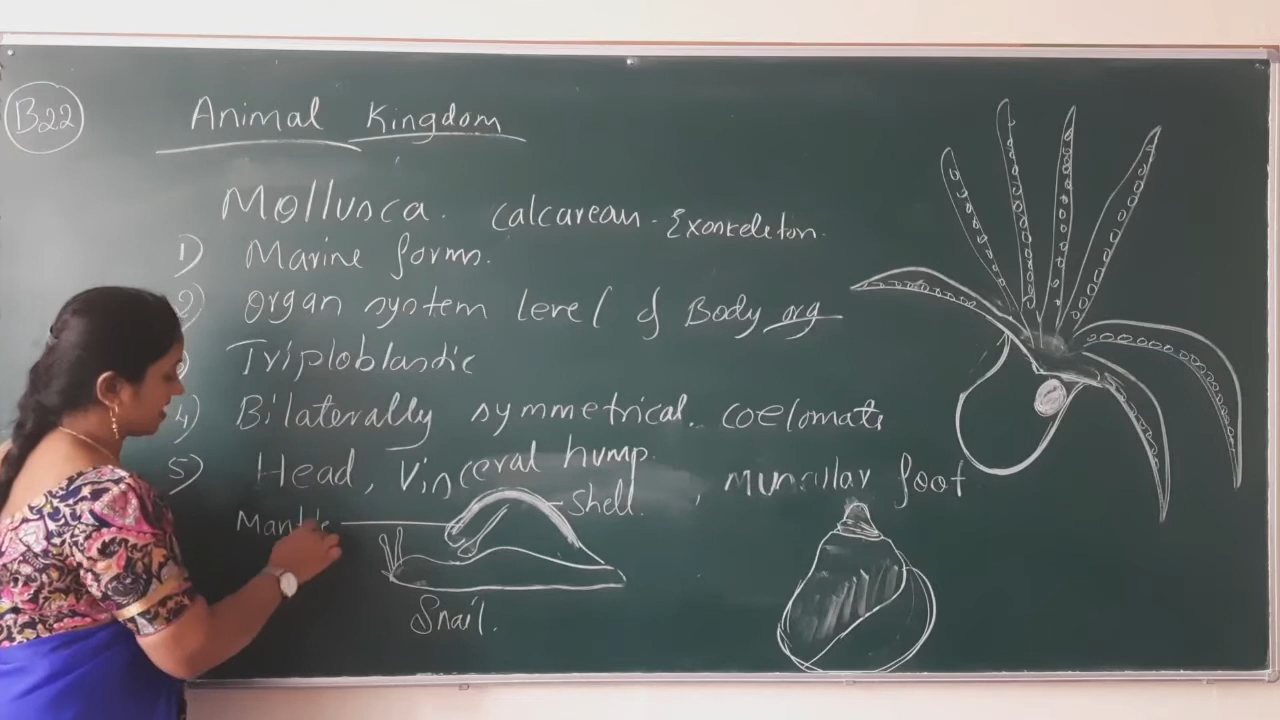 B22
Animal Kingdom
Mollusca. Calcarean - Exoskeleton.
1) Marine forms.
2) Organ system level of Body org
) Triploblastic
4) Bilaterally symmetrical. coelomate
5) Head, Visceral hump, muscular foot
Shell.
Mantle
Snail.